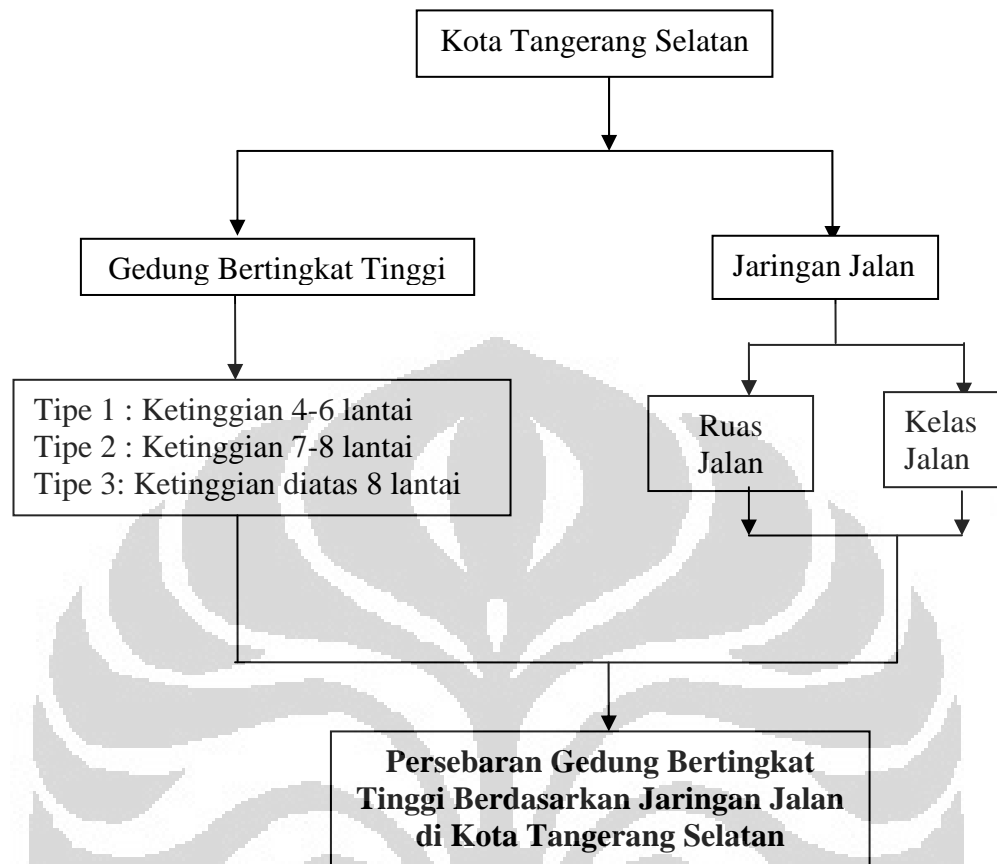 Kota Tangerang Selatan
Gedung Bertingkat Tinggi
Jaringan Jalan
Tipe 1 : Ketinggian 4-6 lantai
Tipe 2 : Ketinggian 7-8 lantai
Tipe 3: Ketinggian diatas 8 lantai
Ruas
Jalan
Kelas
Jalan
Persebaran Gedung Bertingkat
Tinggi Berdasarkan Jaringan Jalan
di Kota Tangerang Selatan